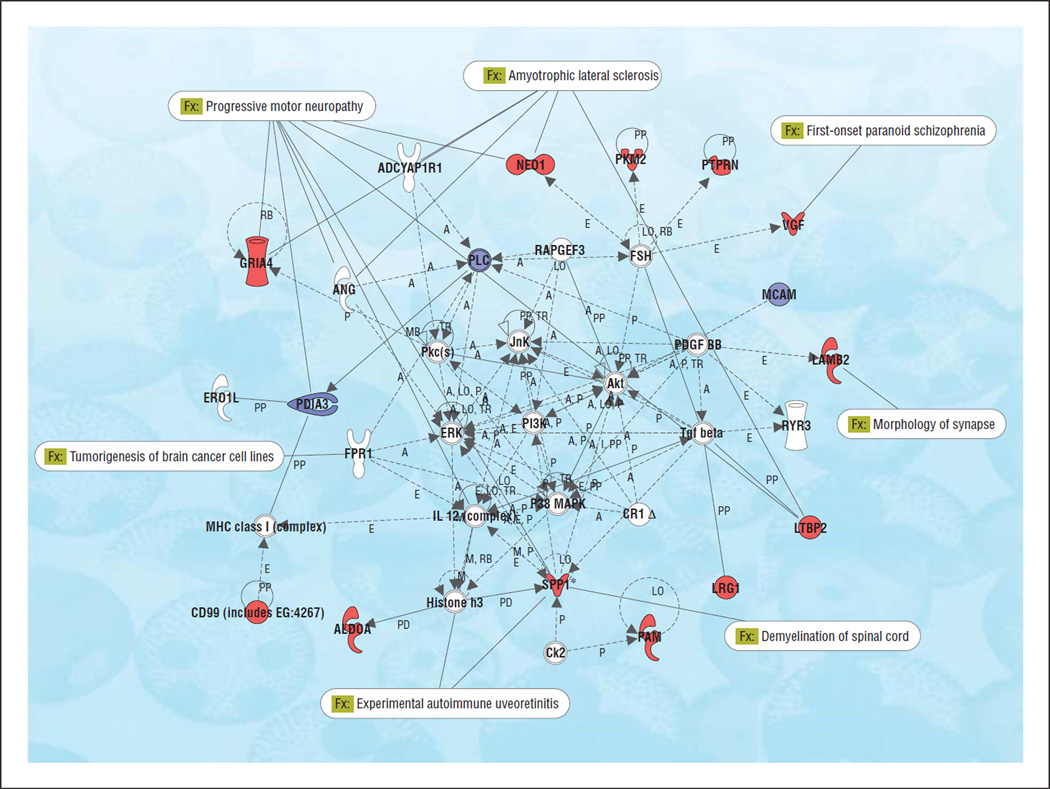 Fx: Amyotrophic lateral sclerosis
Fx: Progressive motor neuropathy
Fx: First-onset paranoid schizophrenia
PP
PP
ADCYAP1R1
NEO1
PKM2
PTPRN
RB
E
LO, RB
E
E
VGF
A
E
GRIA4
PLC
A
RAPGEF3
LO
FSH
A
ANG
A
MCAM
P
A
A
PP
P
MB
TR
PP, TR
Pkc(s)
A
JnK
A
A, LO
PP, TR
PDGF BB
A, P, TR
E
LAMB2
A
PP
A
E
Akt
A
E
ERO1L
PP
PDIA3
A, LO, P
A
A, LO, TR
A, P
A, LO, P
Fx: Morphology of synapse
ERK
PI3K
A, P
P
Tgf beta
RYR3
E
A, E
A, P
A
A, P
A, I, PP
P
Fx: Tumorigenesis of brain cancer cell lines
PP
FPR1
A
E
P
A
PP
LO
TR
A
E, LO, TR
E, PP
E
P38 MAPK
IL 12 (complex)
A, P
A, E, P
CR1 Δ
A
PP
LTBP2
MHC class I (complex)
E
M, P
E
LO
M, RB
E
PP
M
SPP1*
LRG1
LO
CD99 (includes EG:4267)
Histone h3
PD
ALDOA
PD
P
PAM
Fx: Demyelination of spinal cord
Ck2
P
Fx: Experimental autoimmune uveoretinitis